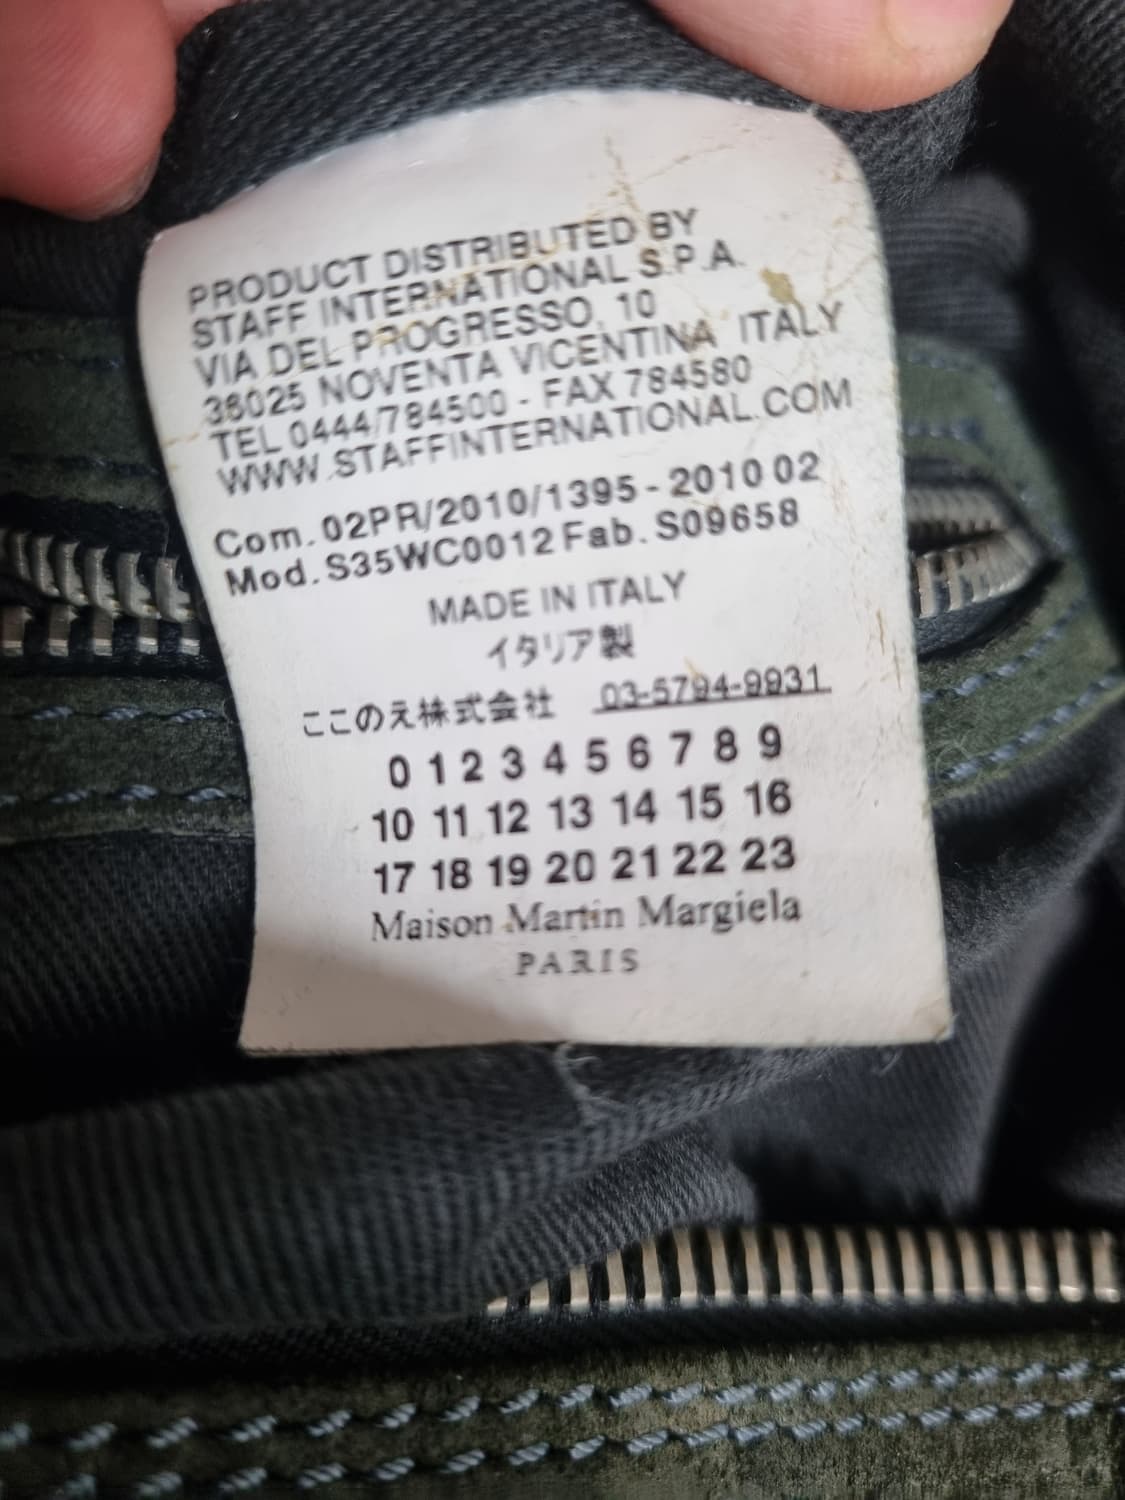 PRODUCT DISTRIBUTED BY
STAFF INTERNATIONAL S.P.A.
VIA DEL PROGRESSO, 10
36025 NOVENTA VICENTINA ITALY
TEL 0444/784500 - FAX 784580
WWW.STAFFINTERNATIONAL.COM
Com. 02PR/2010/1395 - 2010 02
Mod. S35WC0012 Fab. S09658
MADE IN ITALY
イタリア製
ここのえ株式会社 03-5794-9931
0 1 2 3 4 5 6 7 8 9
10 11 12 13 14 15 16
17 18 19 20 21 22 23
Maison Martin Margiela
PARIS